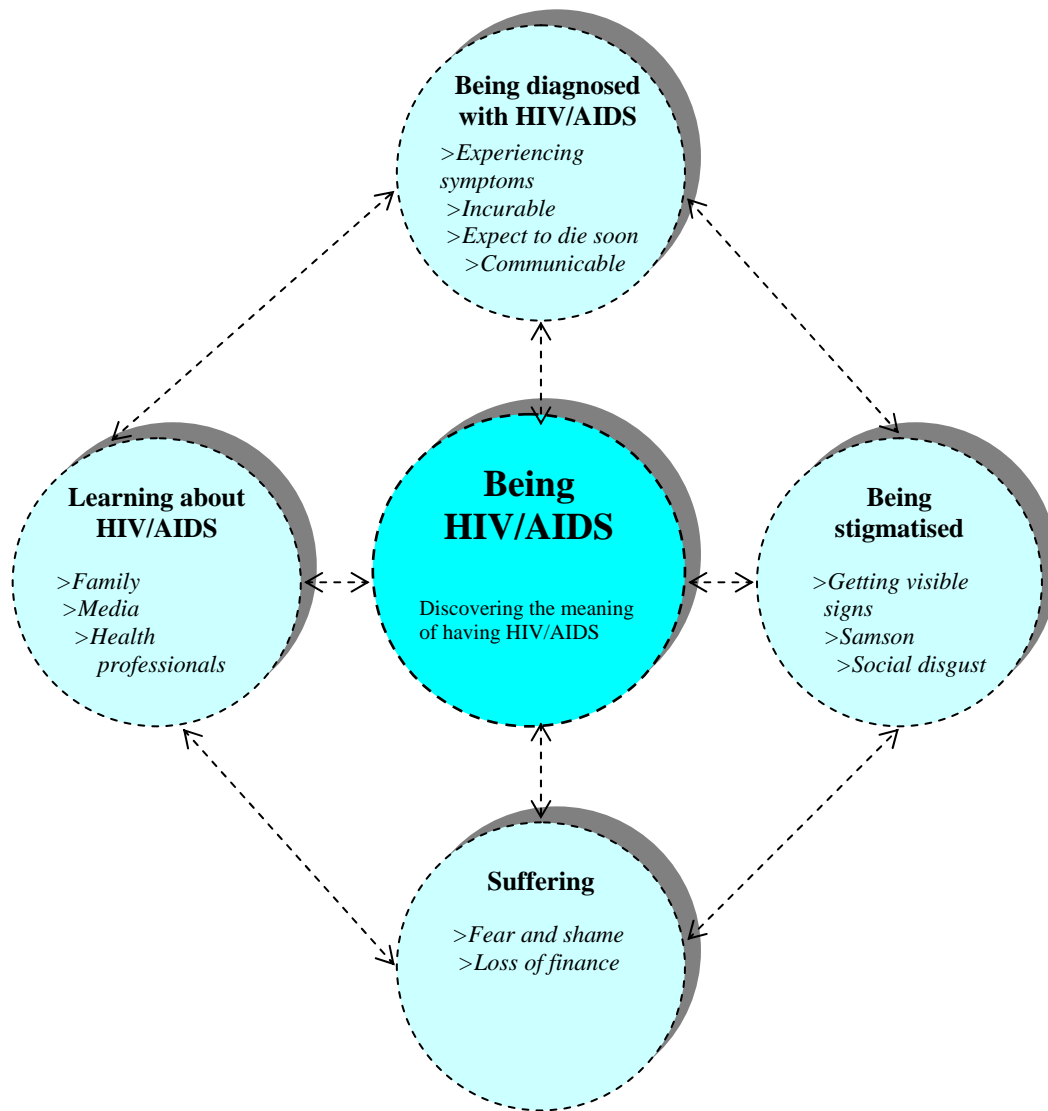 Being diagnosed
with HIV/AIDS
>Experiencing
symptoms
>Incurable
>Expect to die soon
>Communicable
Learning about
HIV/AIDS
>Family
>Media
>Health
professionals
Being
HIV/AIDS
Discovering the meaning
of having HIV/AIDS
Being
stigmatised
>Getting visible
signs
>Samson
>Social disgust
Suffering
>Fear and shame
>Loss of finance